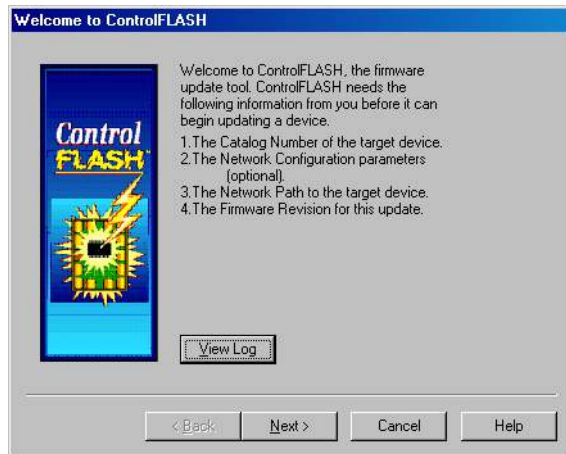 Welcome to ControlFLASH
Control
FLASH
Welcome to ControlFLASH, the firmware
update tool. ControlFLASH needs the
following information from you before it can
begin updating a device.
1.The Catalog Number of the target device.
2.The Network Configuration parameters
(optional).
3.The Network Path to the target device.
4.The Firmware Revision for this update.
View Log
< Back
Next >
Cancel
Help